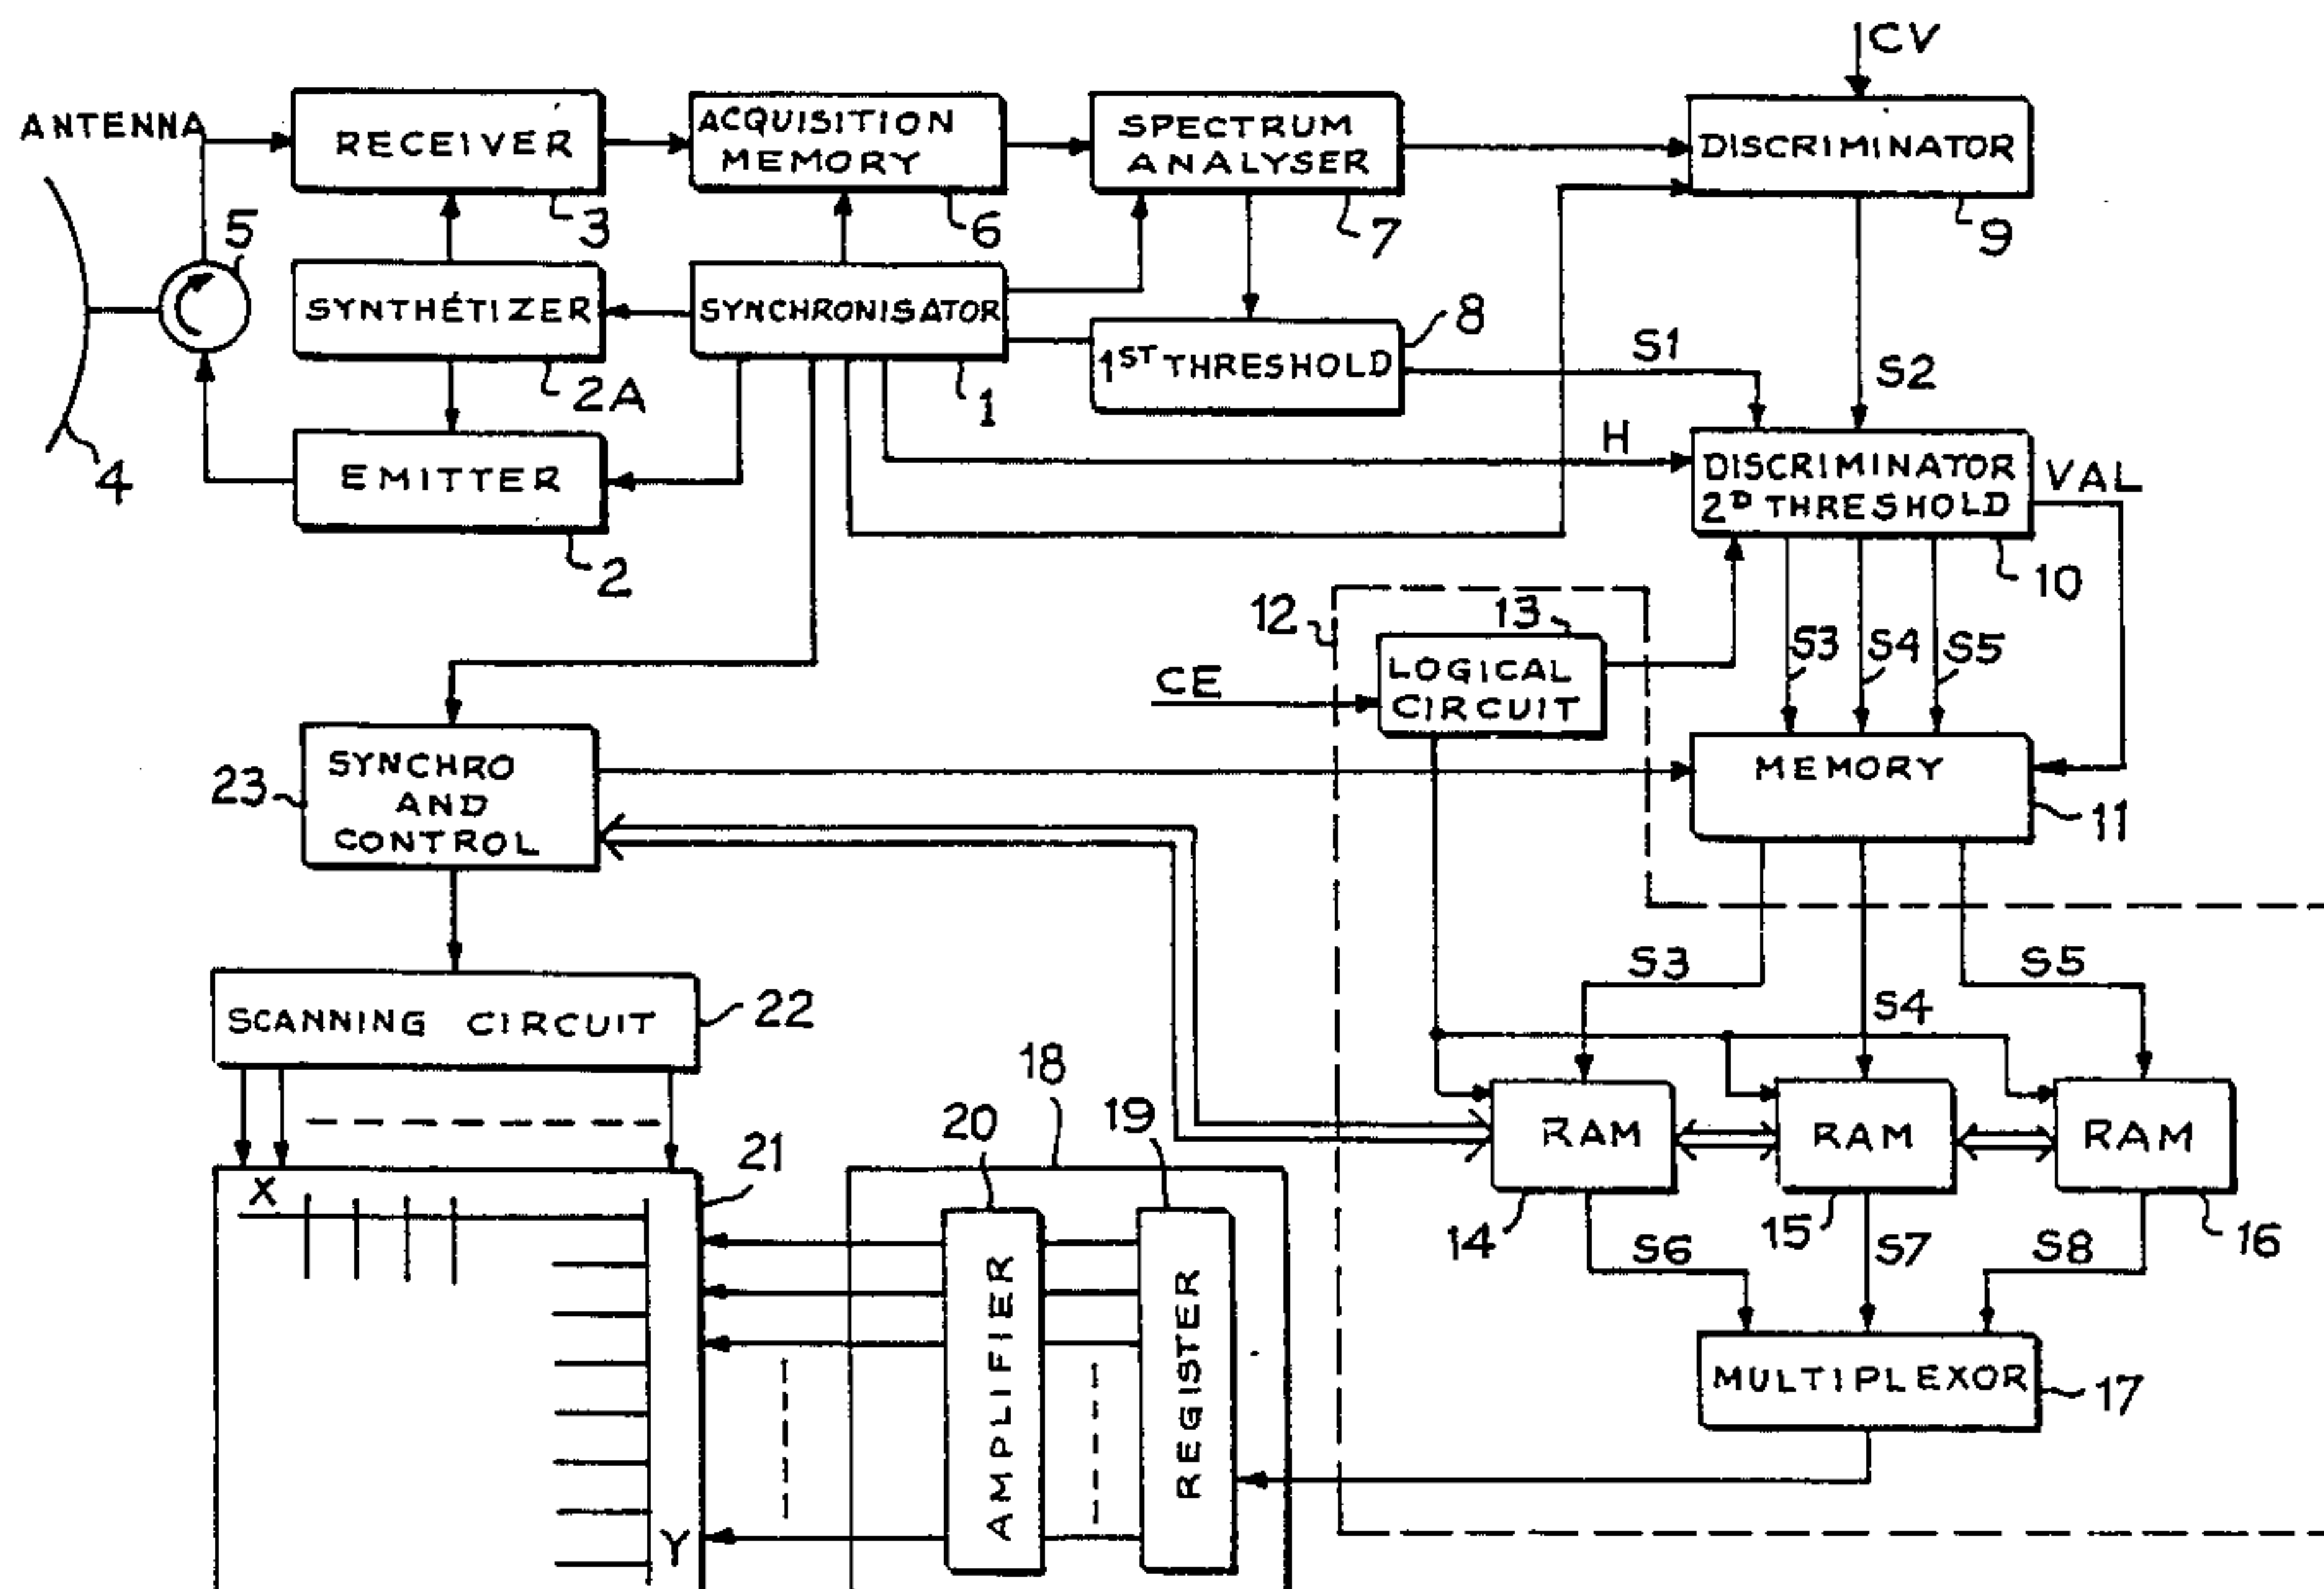 CV
ANTENNA
RECEIVER
ACQUISITION
MEMORY
SPECTRUM
ANALYSER
DISCRIMINATOR
5
3
6
7
9
SYNTHÉTIZER
SYNCHRONISATOR
8
1ST THRESHOLD
S1
S2
2A
1
4
EMITTER
H
DISCRIMINATOR
2D THRESHOLD
VAL
2
10
12
13
LOGICAL
CIRCUIT
CE
S3
S4
S5
23
SYNCHRO
AND
CONTROL
MEMORY
11
S3
S4
S5
SCANNING CIRCUIT
22
18
20
19
21
RAM
RAM
RAM
X
14
15
16
S6
S7
S8
AMPLIFIER
REGISTER
MULTIPLEXOR
17
Y